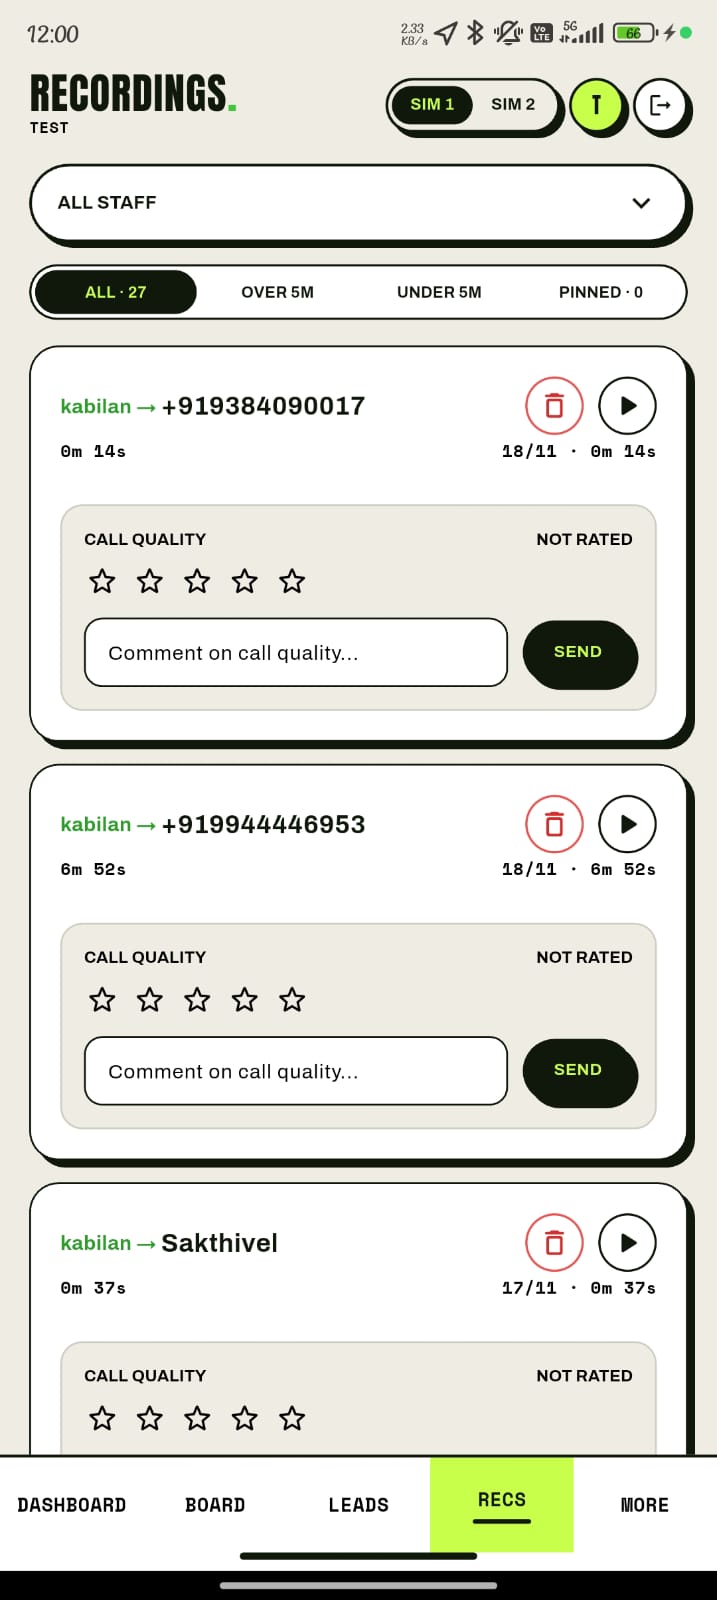 12:00
2.33
KB/s
Vo
LTE
5G
66
RECORDINGS.
TEST
SIM 1
SIM 2
T
ALL STAFF
ALL · 27
OVER 5M
UNDER 5M
PINNED · 0
kabilan → +919384090017
0m 14s
18/11 · 0m 14s
CALL QUALITY
NOT RATED
Comment on call quality...
SEND
kabilan → +919944446953
6m 52s
18/11 · 6m 52s
CALL QUALITY
NOT RATED
Comment on call quality...
SEND
kabilan → Sakthivel
0m 37s
17/11 · 0m 37s
CALL QUALITY
NOT RATED
DASHBOARD
BOARD
LEADS
RECS
MORE